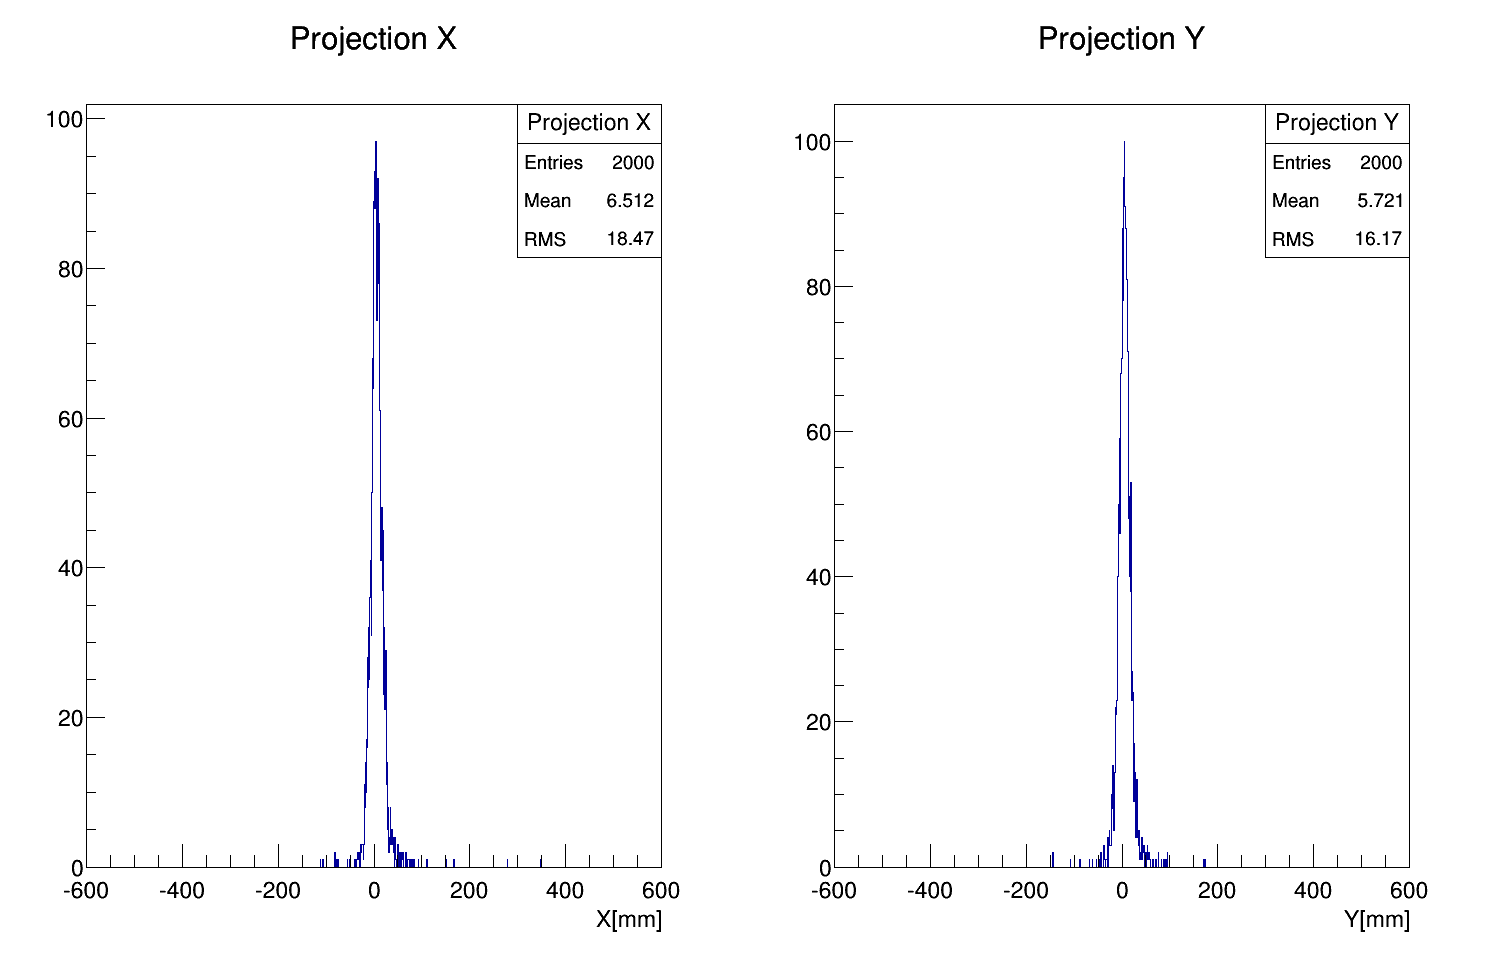 Projection X
Projection X
Entries 2000
Mean 6.512
RMS 18.47
100
80
60
40
20
0
-600 -400 -200 0 200 400 600
X[mm]
Projection Y
Projection Y
Entries 2000
Mean 5.721
RMS 16.17
100
80
60
40
20
0
-600 -400 -200 0 200 400 600
Y[mm]